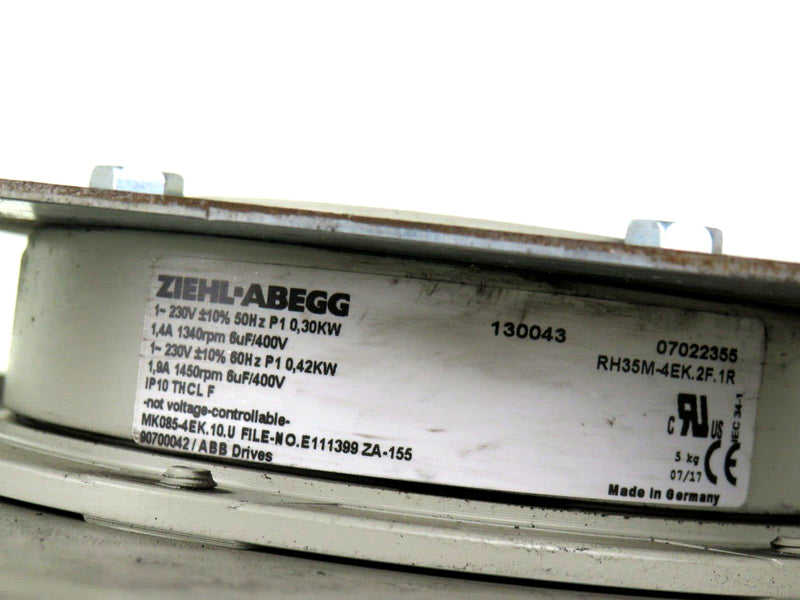 ZIEHL-ABEGG
1~ 230V ±10% 50Hz P1 0,30KW
1,4A 1340rpm 6uF/400V
1~ 230V ±10% 60Hz P1 0,42KW
1,9A 1450rpm 6uF/400V
IP10 THCL F
-not voltage-controllable-
MK085-4EK.10.U FILE-NO.E111399 ZA-155
90700042 / ABB Drives
130043
07022355
RH35M-4EK.2F.1R
c RU US
IEC 34-1
5 kg
07/17
CE
Made in Germany